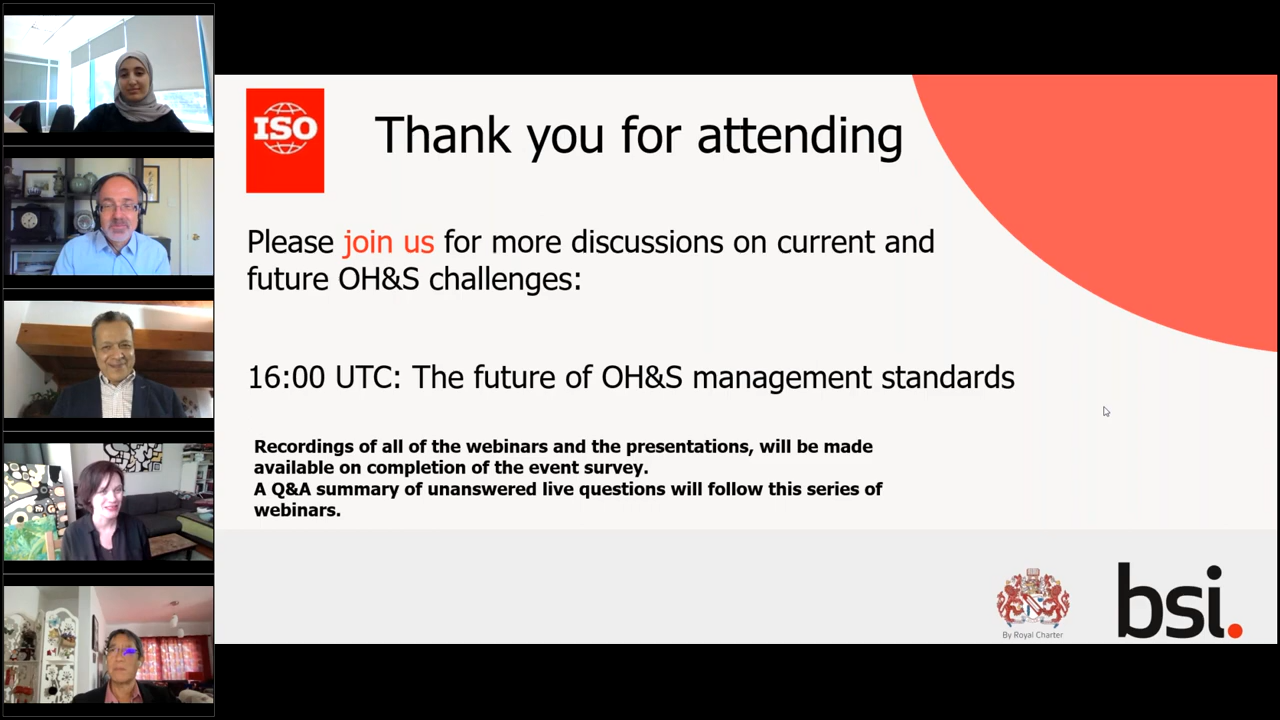 ISO
Thank you for attending
Please join us for more discussions on current and
future OH&S challenges:
16:00 UTC: The future of OH&S management standards
Recordings of all of the webinars and the presentations, will be made
available on completion of the event survey.
A Q&A summary of unanswered live questions will follow this series of
webinars.
By Royal Charter
bsi.